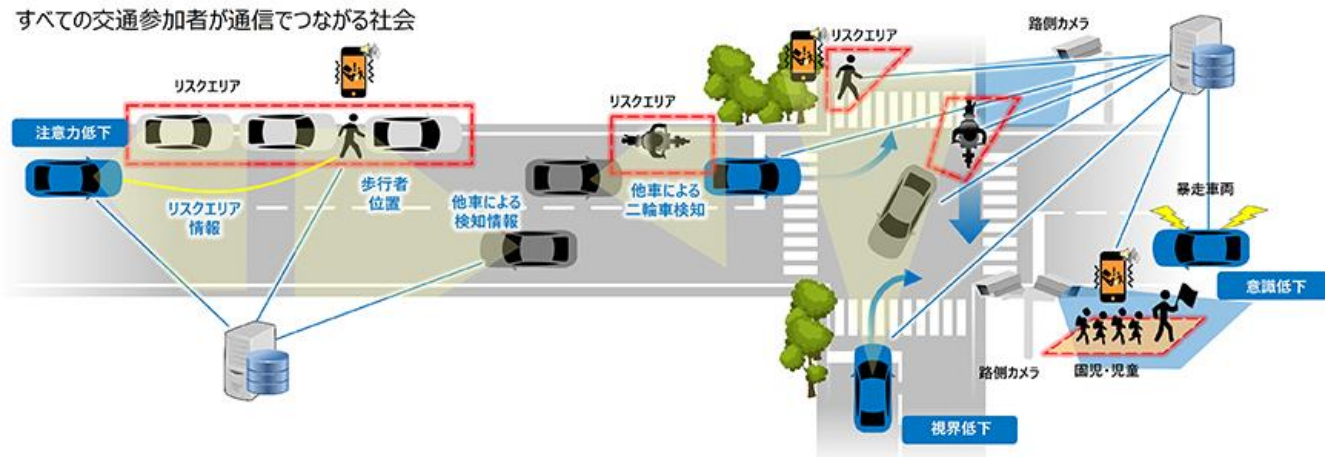 すべての交通参加者が通信でつながる社会
リスクエリア
注意力低下
リスクエリア
情報
歩行者
位置
他車による
検知情報
リスクエリア
他車による
二輪車検知
リスクエリア
路側カメラ
暴走車両
意識低下
路側カメラ
園児・児童
視界低下